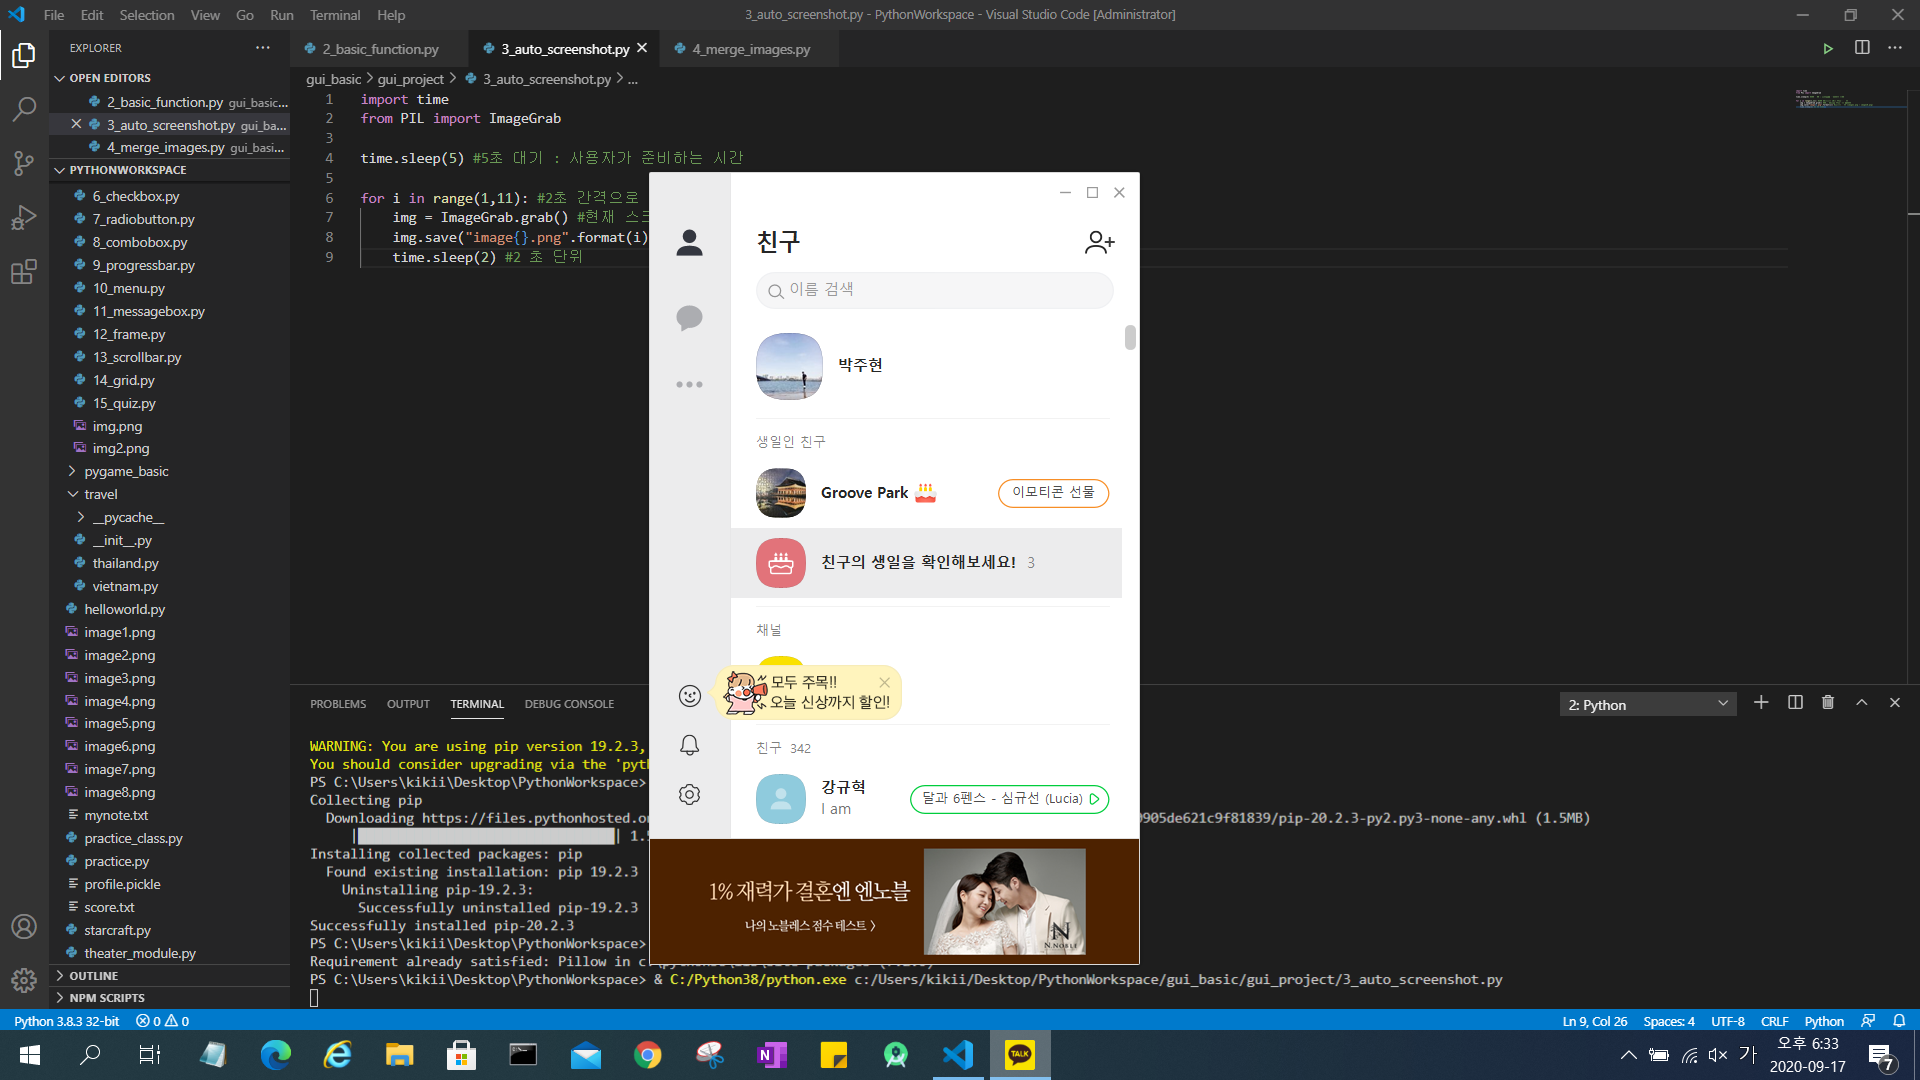 File Edit Selection View Go Run Terminal Help
3_auto_screenshot.py - PythonWorkspace - Visual Studio Code [Administrator]
EXPLORER
2_basic_function.py
3_auto_screenshot.py
4_merge_images.py
OPEN EDITORS
2_basic_function.py gui_basic...
3_auto_screenshot.py gui_ba...
4_merge_images.py gui_basi...
PYTHONWORKSPACE
6_checkbox.py
7_radiobutton.py
8_combobox.py
9_progressbar.py
10_menu.py
11_messagebox.py
12_frame.py
13_scrollbar.py
14_grid.py
15_quiz.py
img.png
img2.png
pygame_basic
travel
__pycache__
__init__.py
thailand.py
vietnam.py
helloworld.py
image1.png
image2.png
image3.png
image4.png
image5.png
image6.png
image7.png
image8.png
mynote.txt
practice_class.py
practice.py
profile.pickle
score.txt
starcraft.py
theater_module.py
OUTLINE
NPM SCRIPTS
gui_basic > gui_project > 3_auto_screenshot.py > ...
1 import time
2 from PIL import ImageGrab
3
4 time.sleep(5) #5초 대기 : 사용자가 준비하는 시간
5
6 for i in range(1,11): #2초 간격으로
7 img = ImageGrab.grab() #현재
8 img.save("image{}.png".format(i)
9 time.sleep(2) #2 초 단위
친구
이름 검색
박주현
생일인 친구
Groove Park
이모티콘 선물
친구의 생일을 확인해보세요! 3
채널
모두 주목!!
오늘 신상까지 할인!
친구 342
강규혁
I am
달과 6펜스 - 심규선 (Lucia)
1% 재력가 결혼엔 엔노블
나의 노블레스 점수 테스트 >
N
N.NOBLE
PROBLEMS OUTPUT TERMINAL DEBUG CONSOLE
2: Python
WARNING: You are using pip version 19.2.3,
You should consider upgrading via the 'pyt
PS C:\Users\kikii\Desktop\PythonWorkspace>
Collecting pip
Downloading https://files.pythonhosted.o 905de621c9f81839/pip-20.2.3-py2.py3-none-any.whl (1.5MB)
| | 1.
Installing collected packages: pip
Found existing installation: pip 19.2.3
Uninstalling pip-19.2.3:
Successfully uninstalled pip-19.2.3
Successfully installed pip-20.2.3
PS C:\Users\kikii\Desktop\PythonWorkspace>
Requirement already satisfied: Pillow in
PS C:\Users\kikii\Desktop\PythonWorkspace> & C:/Python38/python.exe c:/Users/kikii/Desktop/PythonWorkspace/gui_basic/gui_project/3_auto_screenshot.py
Python 3.8.3 32-bit 0 0
Ln 9, Col 26 Spaces: 4 UTF-8 CRLF Python
TALK
가
오후 6:33
2020-09-17
7